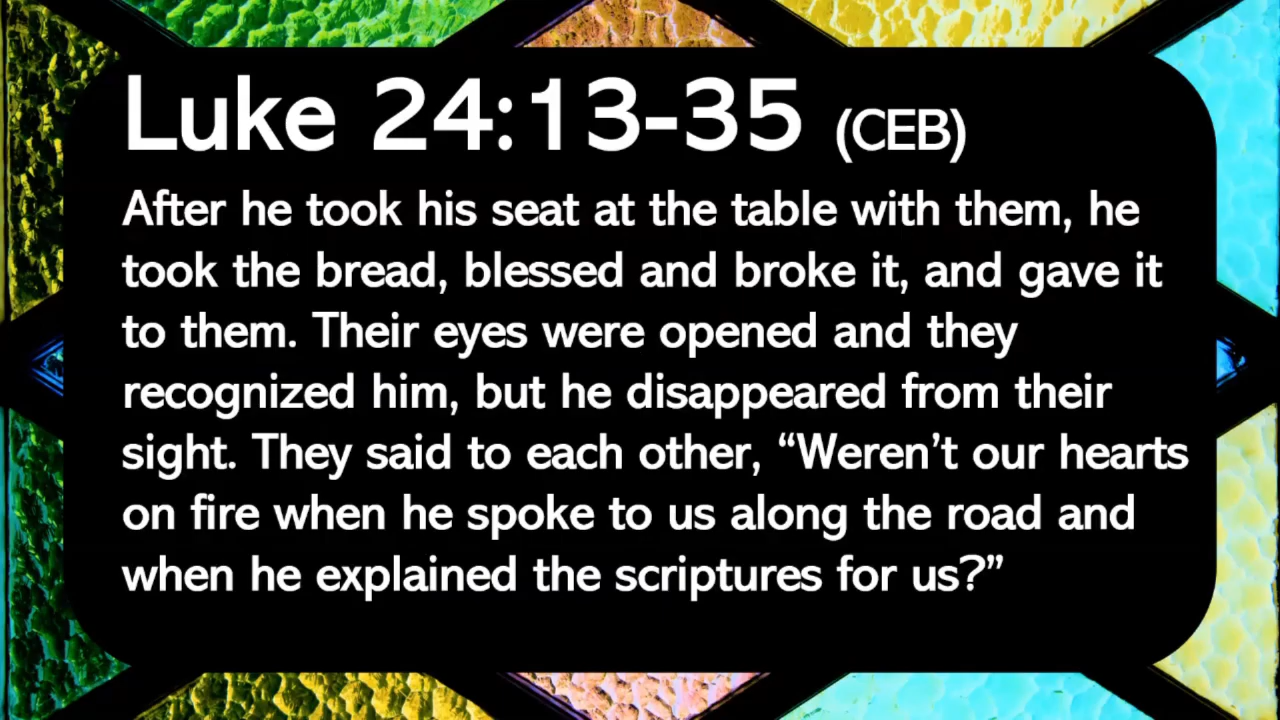 Luke 24:13-35 (CEB)
After he took his seat at the table with them, he
took the bread, blessed and broke it, and gave it
to them. Their eyes were opened and they
recognized him, but he disappeared from their
sight. They said to each other, “Weren’t our hearts
on fire when he spoke to us along the road and
when he explained the scriptures for us?”